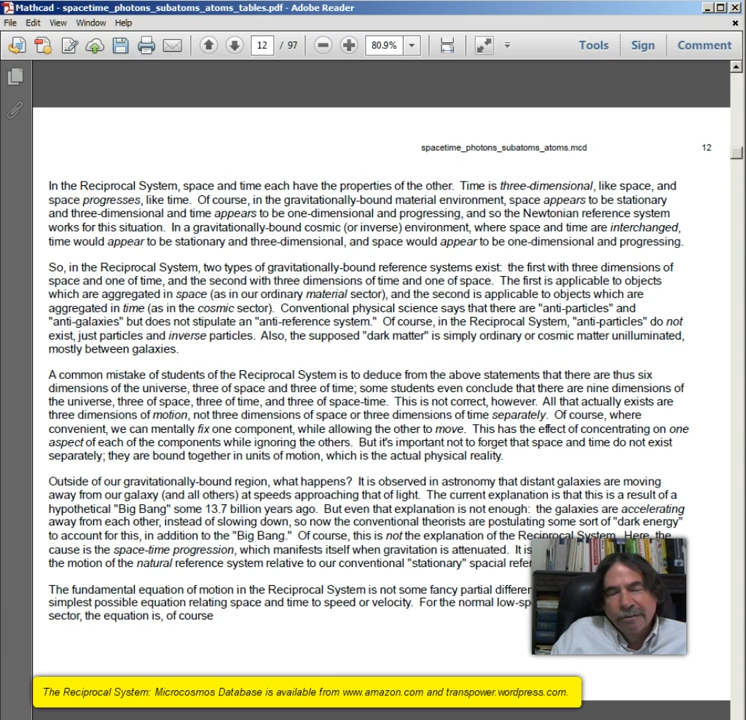 Mathcad - spacetime_photons_subatoms_atoms_tables.pdf - Adobe Reader
File Edit View Window Help
12 / 97 80.9% Tools Sign Comment
spacetime_photons_subatoms_atoms.mcd 12
In the Reciprocal System, space and time each have the properties of the other. Time is three-dimensional, like space, and
space progresses, like time. Of course, in the gravitationally-bound material environment, space appears to be stationary
and three-dimensional and time appears to be one-dimensional and progressing, and so the Newtonian reference system
works for this situation. In a gravitationally-bound cosmic (or inverse) environment, where space and time are interchanged,
time would appear to be stationary and three-dimensional, and space would appear to be one-dimensional and progressing.
So, in the Reciprocal System, two types of gravitationally-bound reference systems exist: the first with three dimensions of
space and one of time, and the second with three dimensions of time and one of space. The first is applicable to objects
which are aggregated in space (as in our ordinary material sector), and the second is applicable to objects which are
aggregated in time (as in the cosmic sector). Conventional physical science says that there are "anti-particles" and
"anti-galaxies" but does not stipulate an "anti-reference system." Of course, in the Reciprocal System, "anti-particles" do not
exist, just particles and inverse particles. Also, the supposed "dark matter" is simply ordinary or cosmic matter unilluminated,
mostly between galaxies.
A common mistake of students of the Reciprocal System is to deduce from the above statements that there are thus six
dimensions of the universe, three of space and three of time; some students even conclude that there are nine dimensions of
the universe, three of space, three of time, and three of space-time. This is not correct, however. All that actually exists are
three dimensions of motion, not three dimensions of space or three dimensions of time separately. Of course, where
convenient, we can mentally fix one component, while allowing the other to move. This has the effect of concentrating on one
aspect of each of the components while ignoring the others. But it's important not to forget that space and time do not exist
separately; they are bound together in units of motion, which is the actual physical reality.
Outside of our gravitationally-bound region, what happens? It is observed in astronomy that distant galaxies are moving
away from our galaxy (and all others) at speeds approaching that of light. The current explanation is that this is a result of a
hypothetical "Big Bang" some 13.7 billion years ago. But even that explanation is not enough: the galaxies are accelerating
away from each other, instead of slowing down, so now the conventional theorists are postulating some sort of "dark energy"
to account for this, in addition to the "Big Bang." Of course, this is not the explanation of the Reciprocal System. Here, the
cause is the space-time progression, which manifests itself when gravitation is attenuated. It is
the motion of the natural reference system relative to our conventional "stationary" spacial
The fundamental equation of motion in the Reciprocal System is not some fancy partial
simplest possible equation relating space and time to speed or velocity. For the normal
sector, the equation is, of course
The Reciprocal System: Microcosmos Database is available from www.amazon.com and transpower.wordpress.com.